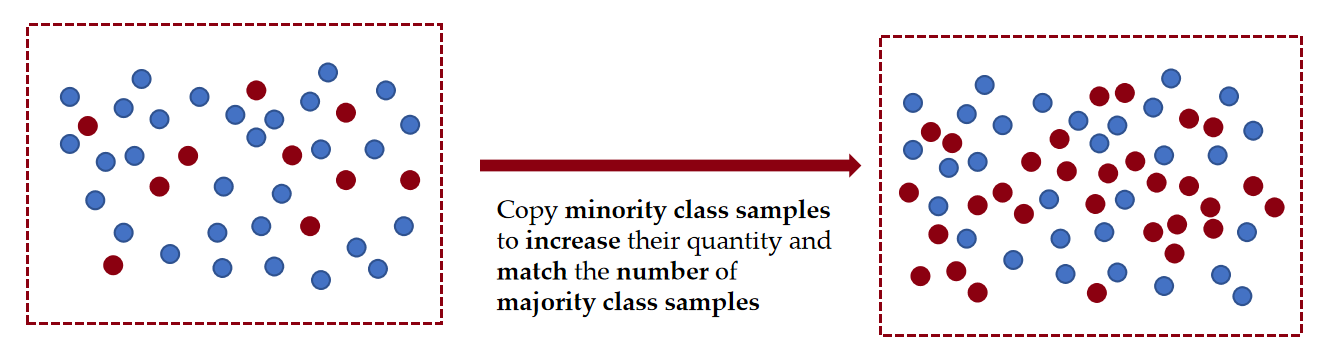 Copy minority class samples
to increase their quantity and
match the number of
majority class samples